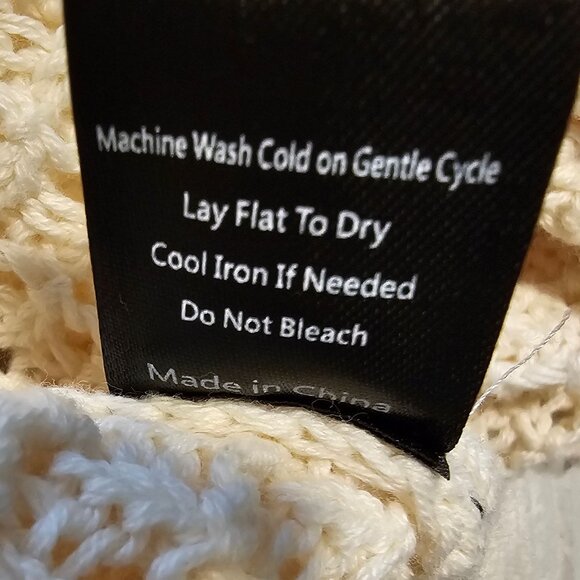 Machine Wash Cold on Gentle Cycle
Lay Flat To Dry
Cool Iron If Needed
Do Not Bleach
Made in China